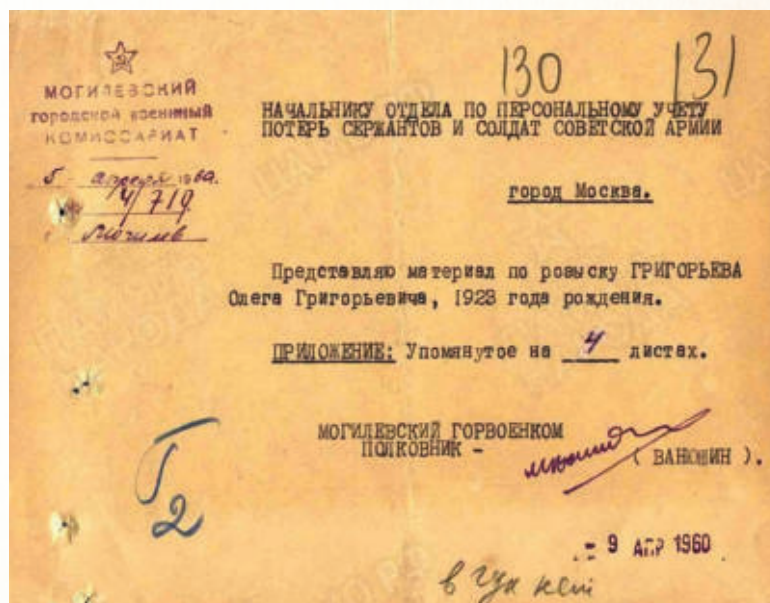 130 131
МОГИЛЕВСКИЙ
городской военный
КОМИССАРИАТ
5 апреля 1960.
4/719
г. Могилев
НАЧАЛЬНИКУ ОТДЕЛА ПО ПЕРСОНАЛЬНОМУ УЧЕТУ
ПОТЕРЬ СЕРЖАНТОВ И СОЛДАТ СОВЕТСКОЙ АРМИИ
город Москва.
Представляю материал по розыску ГРИГОРЬЕВА
Олега Григорьевича, 1923 года рождения.
ПРИЛОЖЕНИЕ: Упомянутое на 4 листах.
МОГИЛЕВСКИЙ ГОРВОЕНКОМ
ПОЛКОВНИК –
( ВАНЮШИН ).
Г
2
9 АПР 1960
в